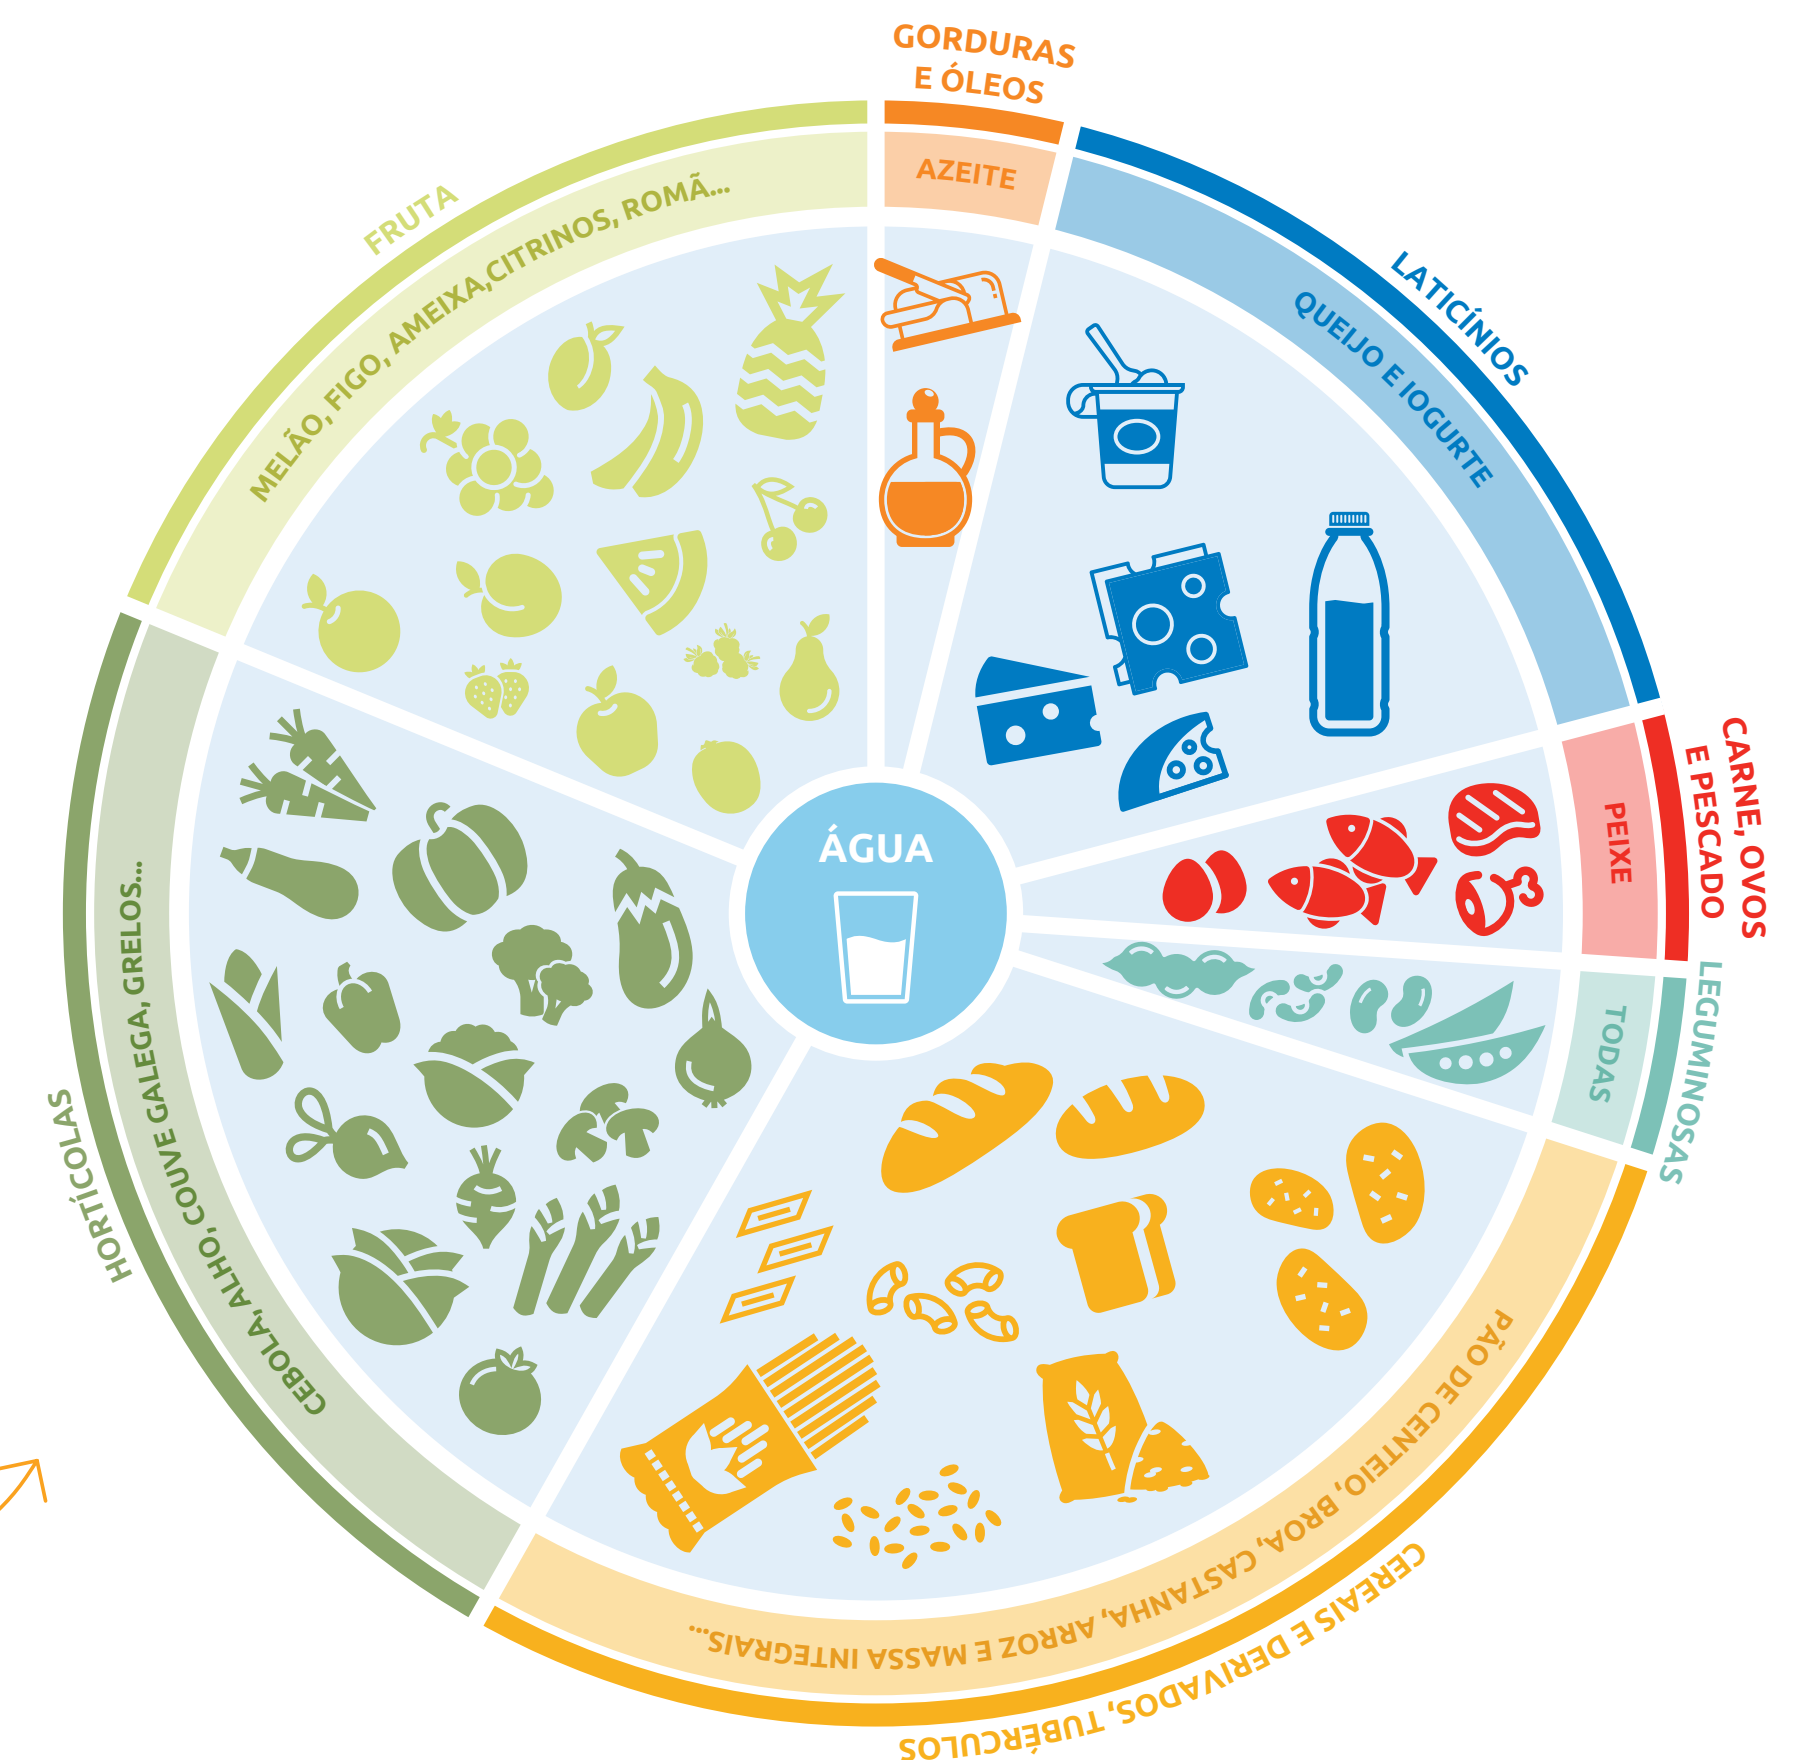 GORDURAS
E ÓLEOS
AZEITE
LATICÍNIOS
QUEIJO E IOGURTE
CARNE, OVOS
E PESCADO
PEIXE
LEGUMINOSAS
TODAS
PÃO DE CENTEIO, BROA, CASTANHA, ARROZ E MASSA INTEGRAIS...
CEREAIS E DERIVADOS, TUBÉRCULOS
HORTÍCOLAS
CEBOLA, ALHO, COUVE GALEGA, GRELOS...
FRUTA
MELÃO, FIGO, AMEIXA,CITRINOS, ROMÃ...
ÁGUA